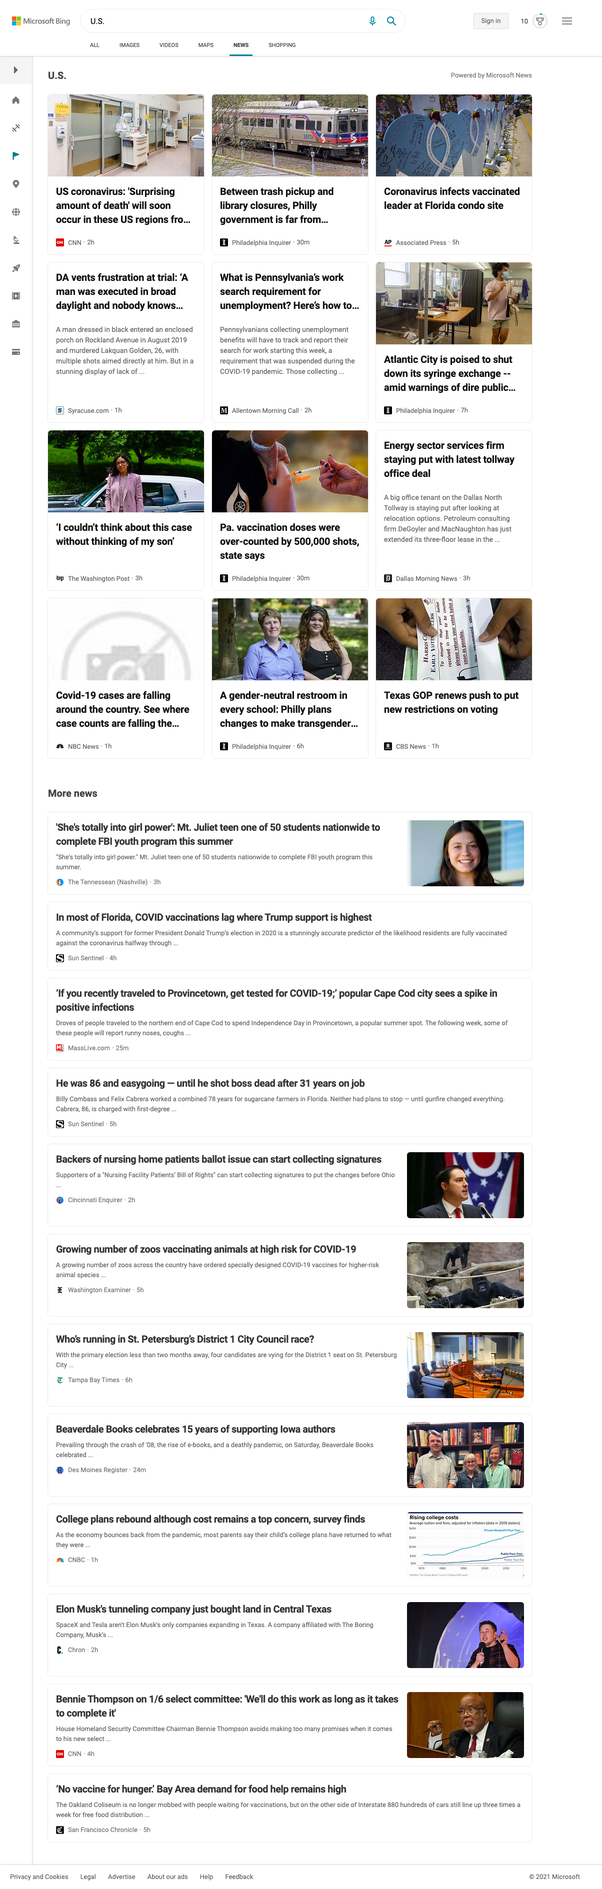 Microsoft Bing
U.S.
Sign in
10
ALL IMAGES VIDEOS MAPS NEWS SHOPPING
U.S.
Powered by Microsoft News
US coronavirus: 'Surprising
amount of death' will soon
occur in these US regions fro...
CNN · 2h
Between trash pickup and
library closures, Philly
government is far from...
Philadelphia Inquirer · 30m
Coronavirus infects vaccinated
leader at Florida condo site
AP Associated Press · 5h
DA vents frustration at trial: 'A
man was executed in broad
daylight and nobody knows...
A man dressed in black entered an enclosed
porch on Rockland Avenue in August 2019
and murdered Lakquan Golden, 26, with
multiple shots aimed directly at him. But in a
stunning display of lack of ...
Syracuse.com · 1h
What is Pennsylvania's work
search requirement for
unemployment? Here's how to...
Pennsylvanians collecting unemployment
benefits will have to track and report their
search for work starting this week, a
requirement that was suspended during the
COVID-19 pandemic. Those collecting ...
Allentown Morning Call · 2h
Atlantic City is poised to shut
down its syringe exchange --
amid warnings of dire public...
Philadelphia Inquirer · 7h
'I couldn't think about this case
without thinking of my son'
The Washington Post · 3h
Pa. vaccination doses were
over-counted by 500,000 shots,
state says
Philadelphia Inquirer · 30m
Energy sector services firm
staying put with latest tollway
office deal
A big office tenant on the Dallas North
Tollway is staying put after looking at
relocation options. Petroleum consulting
firm DeGoyler and MacNaughton has just
extended its three-floor lease in the ...
Dallas Morning News · 3h
Covid-19 cases are falling
around the country. See where
case counts are falling the...
NBC News · 1h
A gender-neutral restroom in
every school: Philly plans
changes to make transgender...
Philadelphia Inquirer · 6h
Texas GOP renews push to put
new restrictions on voting
CBS News · 1h
More news
'She's totally into girl power': Mt. Juliet teen one of 50 students nationwide to
complete FBI youth program this summer
"She's totally into girl power." Mt. Juliet teen one of 50 students nationwide to complete FBI youth program this
summer.
The Tennessean (Nashville) · 3h
In most of Florida, COVID vaccinations lag where Trump support is highest
A community's support for former President Donald Trump's election in 2020 is a stunningly accurate predictor of the likelihood residents are fully vaccinated
against the coronavirus halfway through ...
Sun Sentinel · 4h
'If you recently traveled to Provincetown, get tested for COVID-19;' popular Cape Cod city sees a spike in
positive infections
Droves of people traveled to the northern end of Cape Cod to spend Independence Day in Provincetown, a popular summer spot. The following week, some of
these people will report runny noses, coughs ...
MassLive.com · 25m
He was 86 and easygoing — until he shot boss dead after 31 years on job
Billy Combass and Felix Cabrera worked a combined 78 years for sugarcane farmers in Florida. Neither had plans to stop — until gunfire changed everything.
Cabrera, 86, is charged with first-degree ...
Sun Sentinel · 5h
Backers of nursing home patients ballot issue can start collecting signatures
Supporters of a "Nursing Facility Patients' Bill of Rights" can start collecting signatures to put the changes before Ohio
...
Cincinnati Enquirer · 2h
Growing number of zoos vaccinating animals at high risk for COVID-19
A growing number of zoos across the country have ordered specially designed COVID-19 vaccines for higher-risk
animal species ...
Washington Examiner · 5h
Who's running in St. Petersburg's District 1 City Council race?
With the primary election less than two months away, four candidates are vying for the District 1 seat on St. Petersburg
City ...
Tampa Bay Times · 6h
Beaverdale Books celebrates 15 years of supporting Iowa authors
Prevailing through the crash of '08, the rise of e-books, and a deathly pandemic, on Saturday, Beaverdale Books
celebrated ...
Des Moines Register · 24m
College plans rebound although cost remains a top concern, survey finds
As the economy bounces back from the pandemic, most parents say their child's college plans have returned to what
they were ...
CNBC · 1h
Rising college costs
Elon Musk's tunneling company just bought land in Central Texas
SpaceX and Tesla aren't Elon Musk's only companies expanding in Texas. A company affiliated with The Boring
Company, Musk's ...
Chron · 2h
Bennie Thompson on 1/6 select committee: 'We'll do this work as long as it takes
to complete it'
House Homeland Security Committee Chairman Bennie Thompson avoids making too many promises when it comes
to his new select ...
CNN · 4h
'No vaccine for hunger.' Bay Area demand for food help remains high
The Oakland Coliseum is no longer mobbed with people waiting for vaccinations, but on the other side of Interstate 880 hundreds of cars still line up three times a
week for free food distribution ...
San Francisco Chronicle · 5h
Privacy and Cookies Legal Advertise About our ads Help Feedback
© 2021 Microsoft